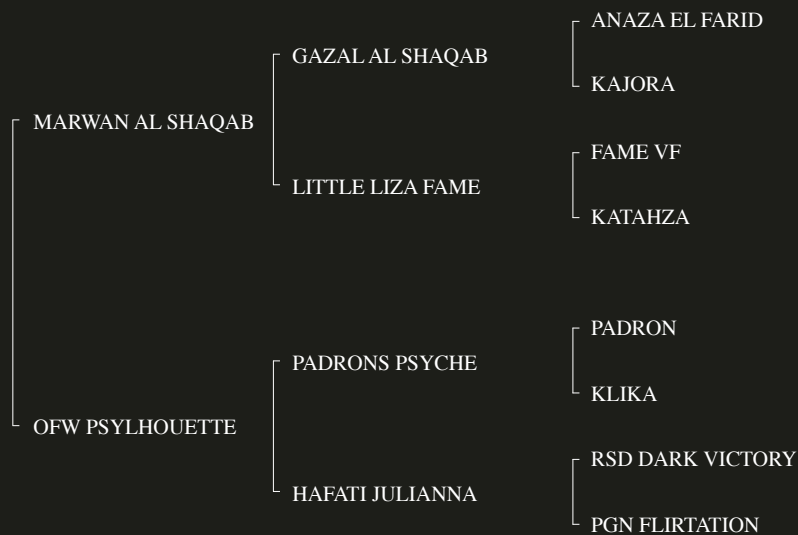 ANAZA EL FARID
GAZAL AL SHAQAB
KAJORA
MARWAN AL SHAQAB
FAME VF
LITTLE LIZA FAME
KATAHZA
PADRON
PADRONS PSYCHE
KLIKA
OFW PSYLHOUETTE
RSD DARK VICTORY
HAFATI JULIANNA
PGN FLIRTATION